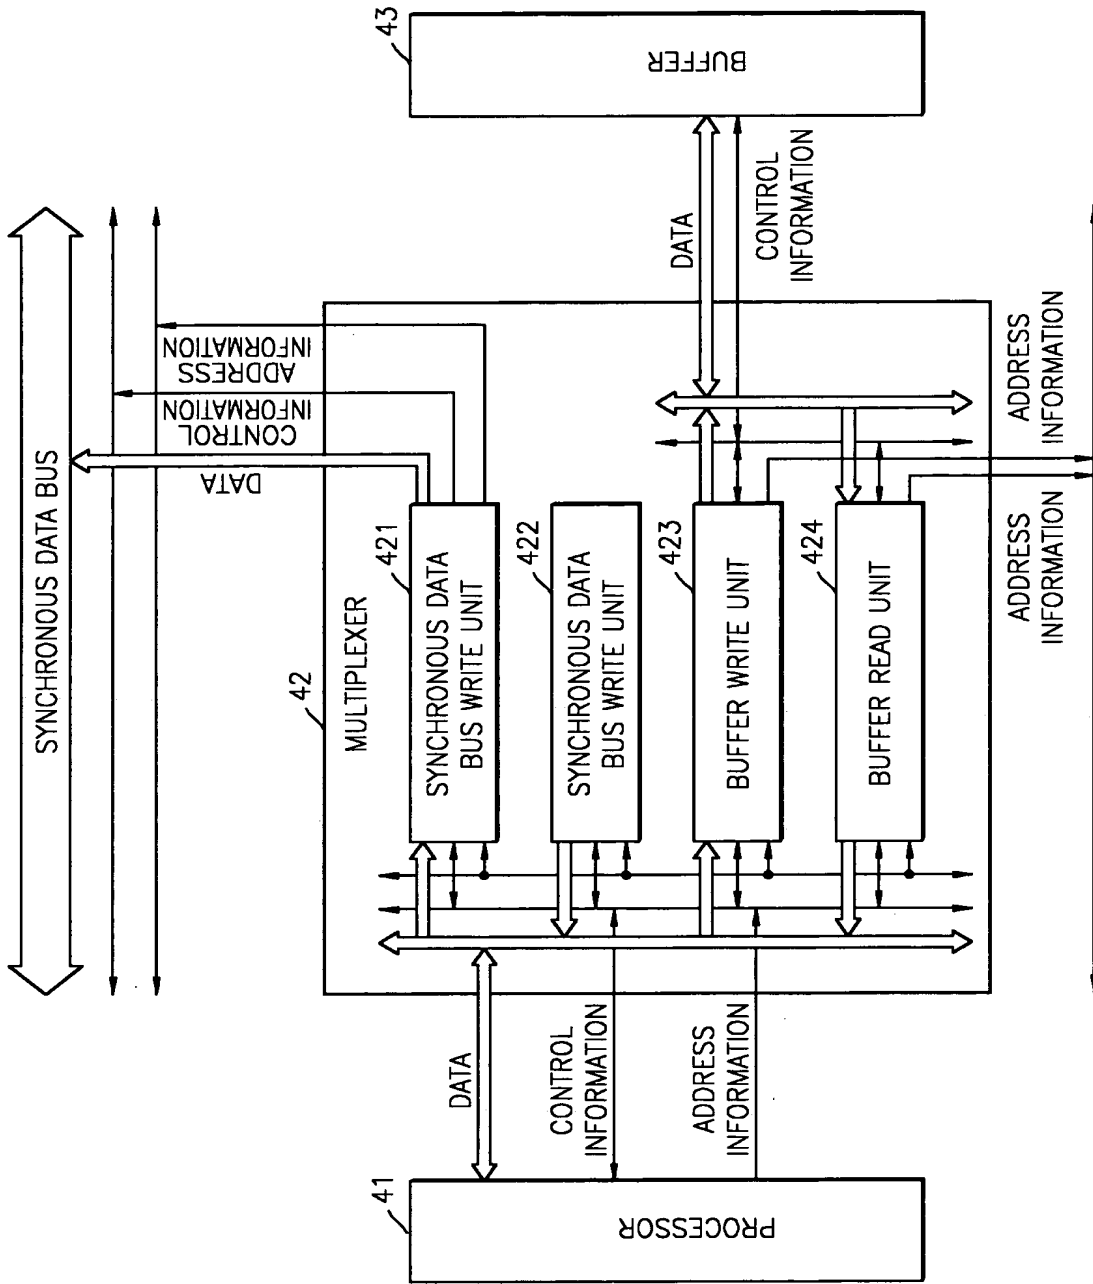 SYNCHRONOUS DATA BUS
DATA
CONTROL
INFORMATION
ADDRESS
INFORMATION
42
MULTIPLEXER
41
PROCESSOR
DATA
CONTROL
INFORMATION
ADDRESS
INFORMATION
421
SYNCHRONOUS DATA
BUS WRITE UNIT
422
SYNCHRONOUS DATA
BUS WRITE UNIT
423
BUFFER WRITE UNIT
424
BUFFER READ UNIT
DATA
CONTROL
INFORMATION
43
BUFFER
ADDRESS
INFORMATION
ADDRESS
INFORMATION